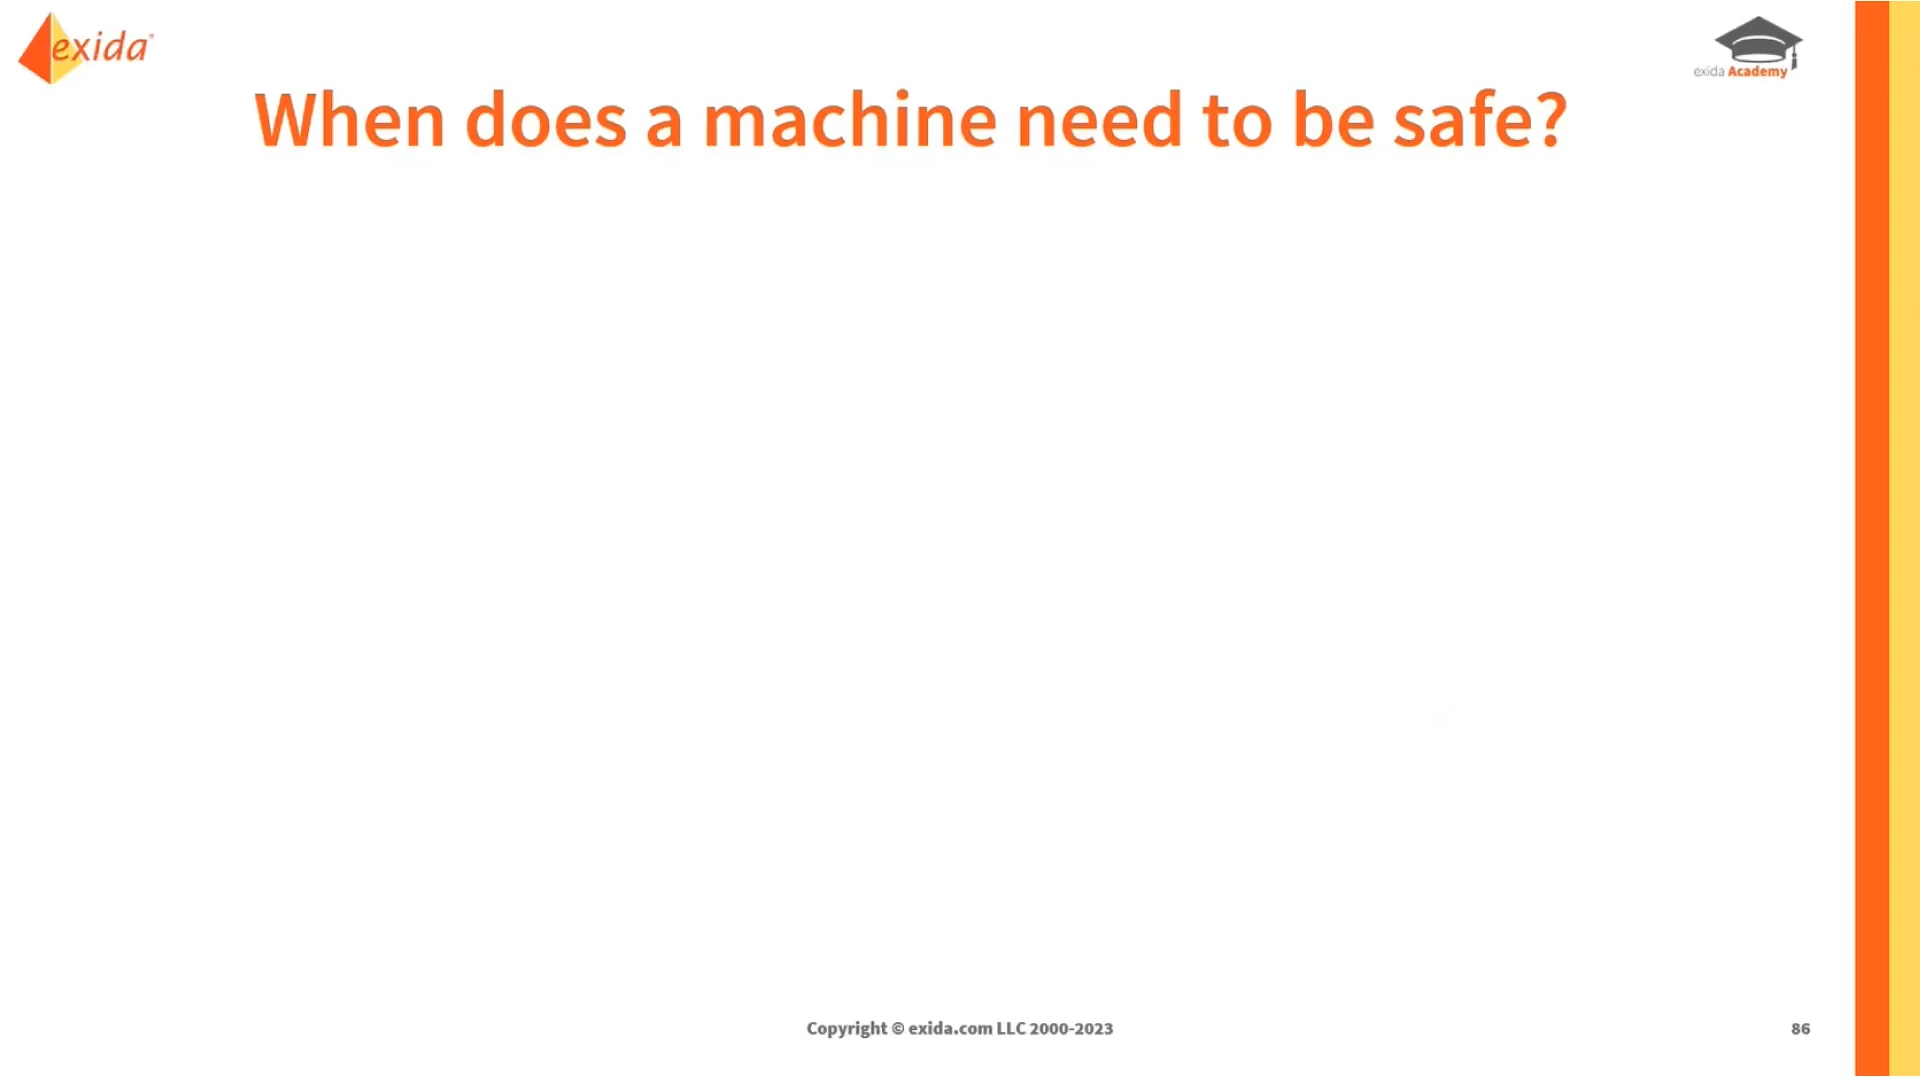 exida
exida Academy
When does a machine need to be safe?
Copyright © exida.com LLC 2000-2023
86